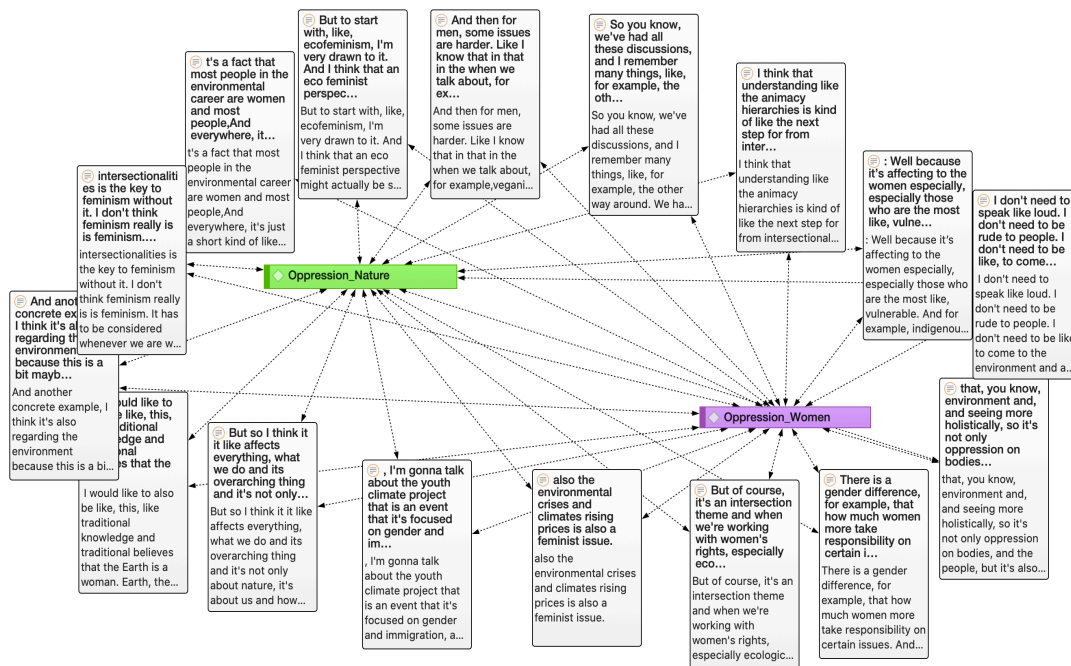 But to start
with, like,
ecofeminism, I'm
very drawn to it.
And I think that an
eco feminist
perspec...
But to start with, like,
ecofeminism, I'm
very drawn to it. And
I think that an eco
feminist perspective
might actually be s...
And then for
men, some issues
are harder. Like I
know that in that
in the when we
talk about, for
ex...
And then for men,
some issues are
harder. Like I know
that in that in the
when we talk about,
for example,vegani...
So you know,
we've had all
these discussions,
and I remember
many things, like,
for example, the
oth...
So you know, we've
had all these
discussions, and I
remember many
things, like, for
example, the other
way around. We ha...
t's a fact that
most people in the
environmental
career are women
and most
people,And
everywhere, it...
t's a fact that most
people in the
environmental career
are women and most
people,And
everywhere, it's just
a short kind of like...
I think that
understanding like
the animacy
hierarchies is kind
of like the next
step for from
inter...
I think that
understanding like
the animacy
hierarchies is kind of
like the next step for
from intersectional...
intersectionaliti
es is the key to
feminism without
it. I don't think
feminism really is
is feminism....
intersectionalities is
the key to feminism
without it. I don't
think feminism really
is is feminism. It has
to be considered
whenever we are w...
: Well because
it's affecting to the
women especially,
especially those
who are the most
like, vulne...
: Well because it's
affecting to the
women especially,
especially those who
are the most like,
vulnerable. And for
example, indigenou...
I don't need to
speak like loud. I
don't need to be
rude to people. I
don't need to be
like, to come...
I don't need to
speak like loud. I
don't need to be
rude to people. I
don't need to be like
to come to the
environment and a...
Oppression_Nature
And anot
concrete ex
I think it's al
regarding th
environmen
because this is a
bit mayb...
And another
concrete example, I
think it's also
regarding the
environment
because this is a bi...
Oppression_Women
ould like to
e like, this,
ditional
edge and
onal
es that the
I would like to also
be like, this, like
traditional
knowledge and
traditional believes
that the Earth is a
woman. Earth, the...
But so I think it
it like affects
everything, what
we do and its
overarching thing
and it's not only...
But so I think it it like
affects everything,
what we do and its
overarching thing
and it's not only
about nature, it's
about us and how...
, I'm gonna talk
about the youth
climate project
that is an event
that it's focused
on gender and
im...
, I'm gonna talk
about the youth
climate project that
is an event that it's
focused on gender
and immigration, a...
also the
environmental
crises and
climates rising
prices is also a
feminist issue.
also the
environmental crises
and climates rising
prices is also a
feminist issue.
But of course,
it's an intersection
theme and when
we're working
with women's
rights, especially
eco...
But of course, it's an
intersection theme
and when we're
working with
women's rights,
especially ecologic...
There is a
gender difference,
for example, that
how much women
more take
responsibility on
certain i...
There is a gender
difference, for
example, that how
much women more
take responsibility on
certain issues. And...
that, you know,
environment and,
and seeing more
holistically, so it's
not only
oppression on
bodies...
that, you know,
environment and, and
seeing more
holistically, so it's
not only oppression
on bodies, and the
people, but it's also...